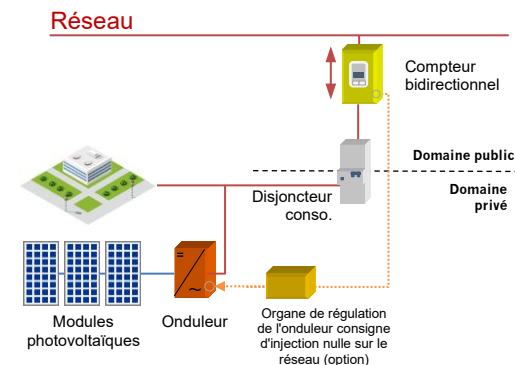 Réseau
Compteur
bidirectionnel
Domaine public
Domaine
privé
Disjoncteur
conso.
Modules
photovoltaïques
Onduleur
Organe de régulation
de l'onduleur consigne
d'injection nulle sur le
réseau (option)